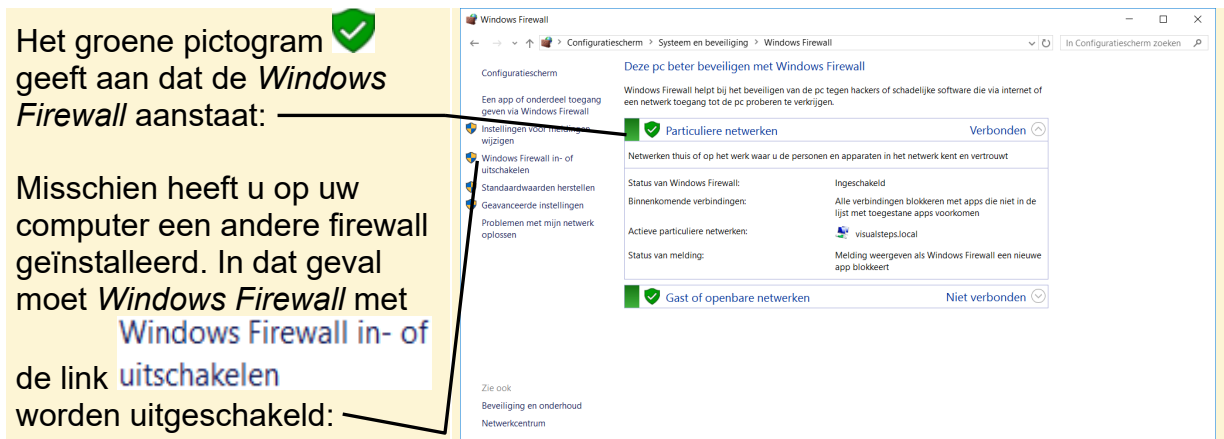 Het groene pictogram
geeft aan dat de Windows
Firewall aanstaat:
Misschien heeft u op uw
computer een andere firewall
geïnstalleerd. In dat geval
moet Windows Firewall met
de link Windows Firewall in- of
uitschakelen
worden uitgeschakeld:
Windows Firewall
Configuratiescherm > Systeem en beveiliging > Windows Firewall
In Configuratiescherm zoeken
Configuratiescherm
Een app of onderdeel toegang
geven via Windows Firewall
Instellingen voor meldingen
wijzigen
Windows Firewall in- of
uitschakelen
Standaardwaarden herstellen
Geavanceerde instellingen
Problemen met mijn netwerk
oplossen
Zie ook
Beveiliging en onderhoud
Netwerkcentrum
Deze pc beter beveiligen met Windows Firewall
Windows Firewall helpt bij het beveiligen van de pc tegen hackers of schadelijke software die via internet of
een netwerk toegang tot de pc proberen te verkrijgen.
Particuliere netwerken Verbonden
Netwerken thuis of op het werk waar u de personen en apparaten in het netwerk kent en vertrouwt
Status van Windows Firewall: Ingeschakeld
Binnenkomende verbindingen: Alle verbindingen blokkeren met apps die niet in de
lijst met toegestane apps voorkomen
Actieve particuliere netwerken: visualsteps.local
Status van melding: Melding weergeven als Windows Firewall een nieuwe
app blokkeert
Gast of openbare netwerken Niet verbonden